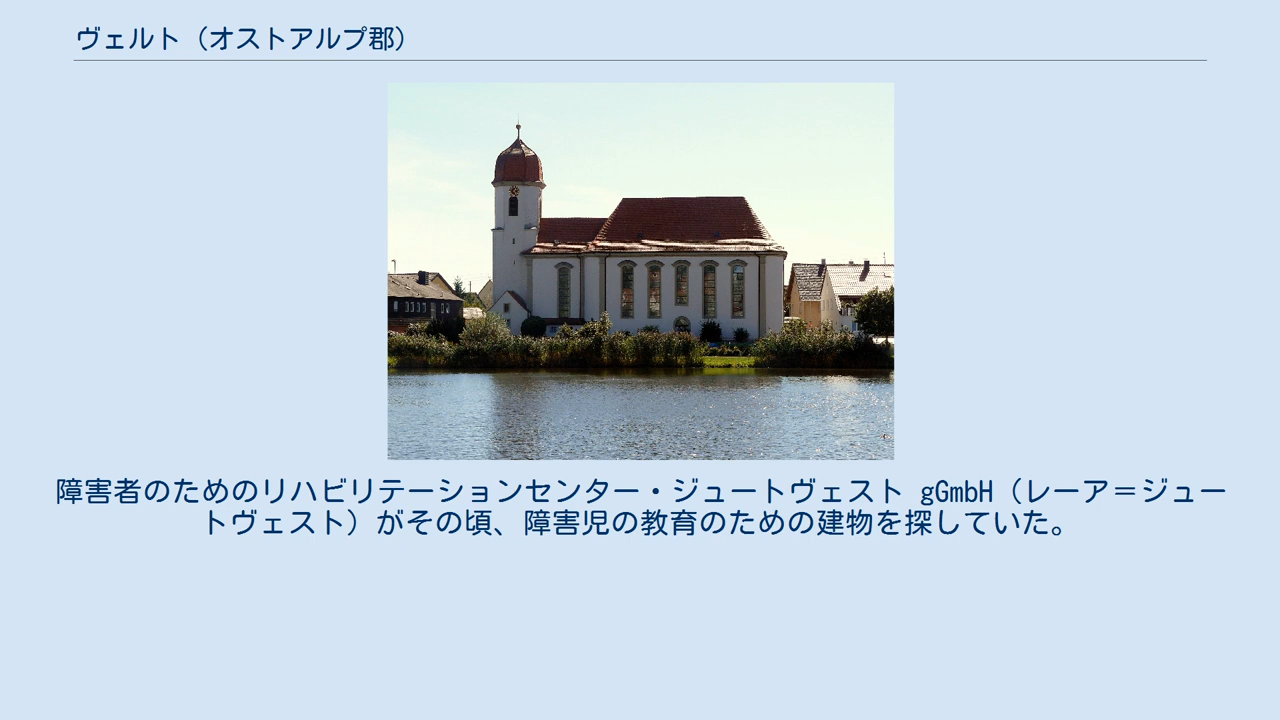 ヴェルト（オストアルプ郡）
障害者のためのリハビリテーションセンター・ジュートヴェスト gGmbH（レーア＝ジュー
トヴェスト）がその頃、障害児の教育のための建物を探していた。